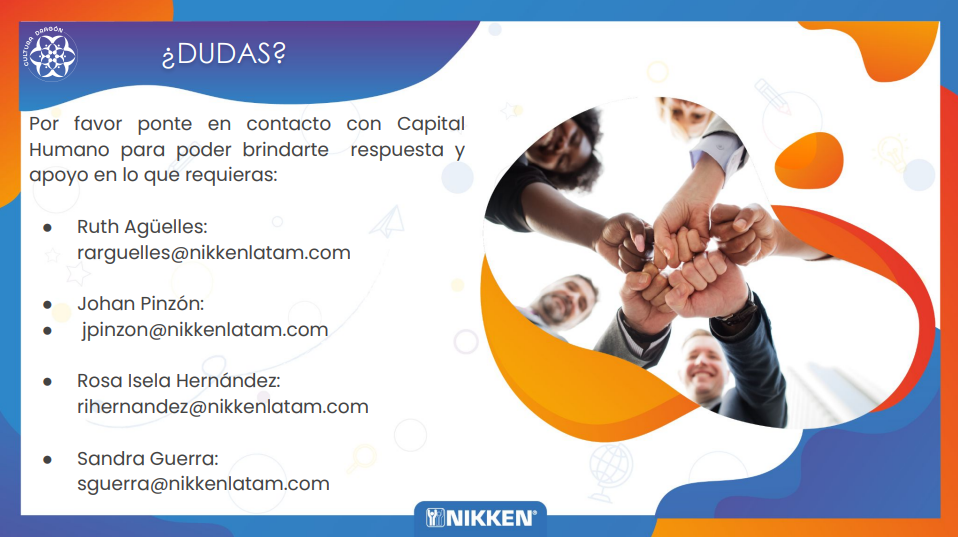 CULTURA DRAGÓN
¿DUDAS?
Por favor ponte en contacto con Capital
Humano para poder brindarte respuesta y
apoyo en lo que requieras:
● Ruth Agüelles:
rarguelles@nikkenlatam.com
● Johan Pinzón:
● jpinzon@nikkenlatam.com
● Rosa Isela Hernández:
rihernandez@nikkenlatam.com
● Sandra Guerra:
sguerra@nikkenlatam.com
NIKKEN®